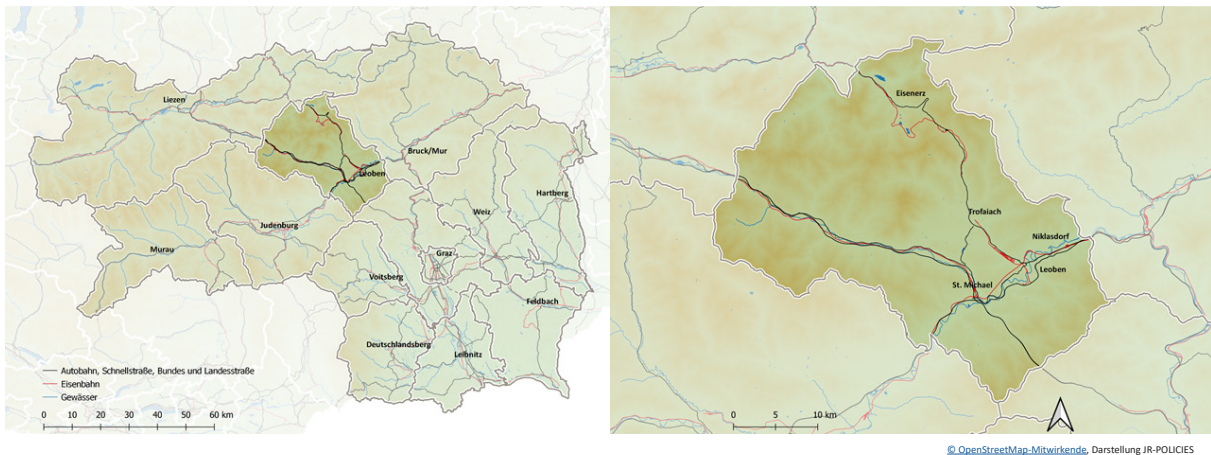 Liezen
Bruck/Mur
Leoben
Hartberg
Weiz
Judenburg
Murau
Graz
Voitsberg
Feldbach
Deutschlandsberg
Leibnitz
Autobahn, Schnellstraße, Bundes und Landesstraße
Eisenbahn
Gewässer
0 10 20 30 40 50 60 km
Eisenerz
Trofaiach
Niklasdorf
Leoben
St. Michael
0 5 10 km
© OpenStreetMap-Mitwirkende, Darstellung JR-POLICIES